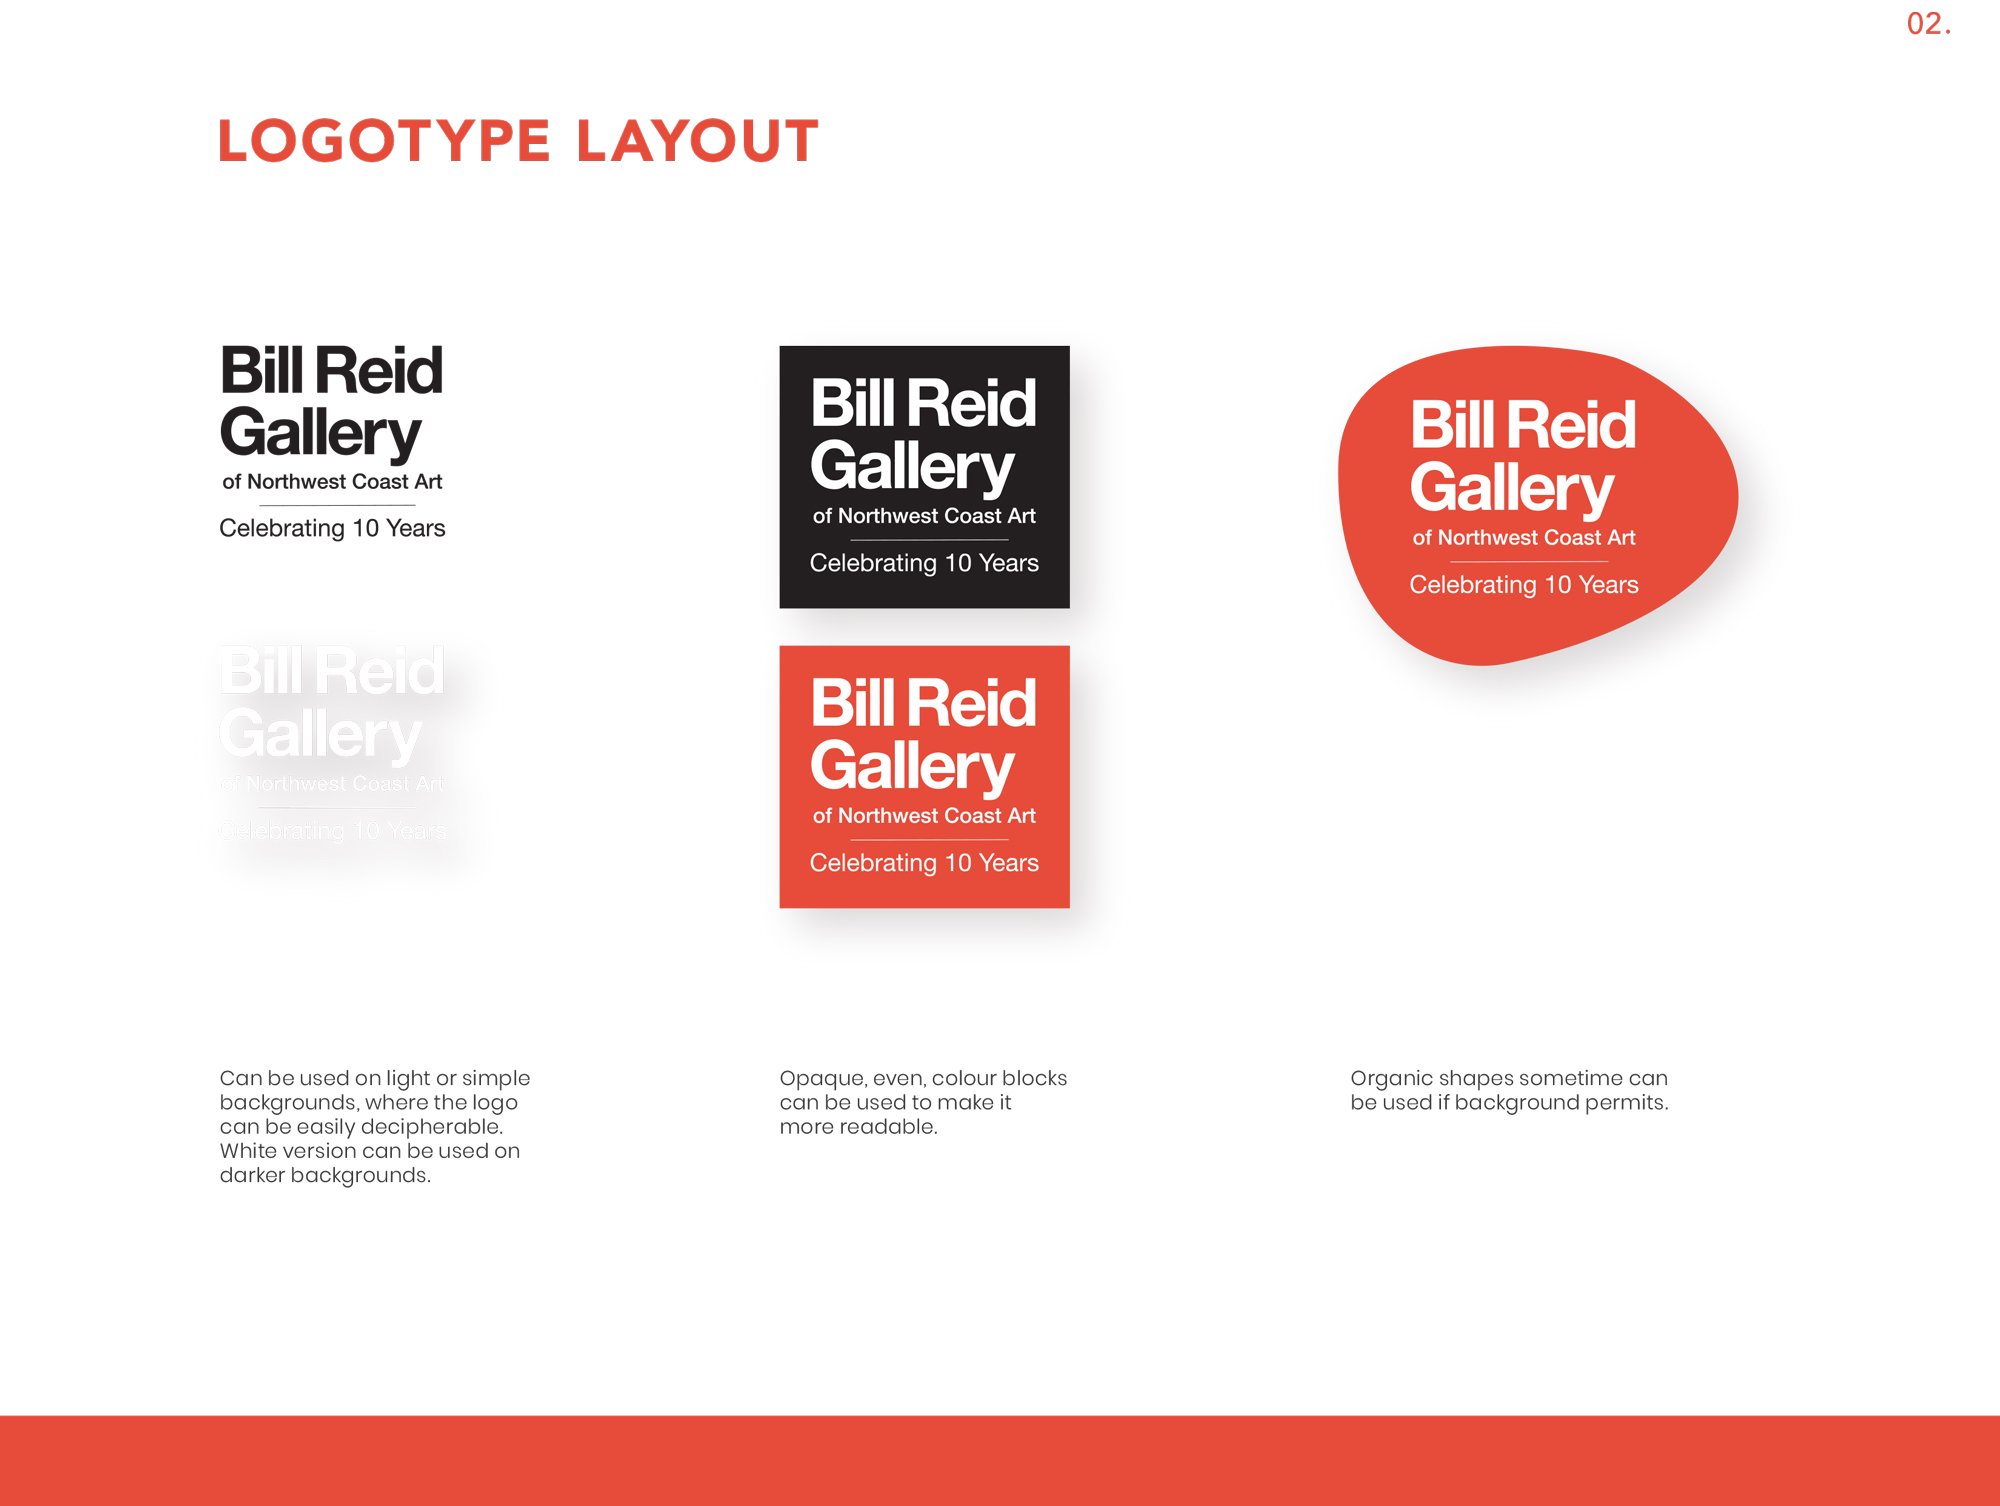 02.
LOGOTYPE LAYOUT
Bill Reid
Gallery
of Northwest Coast Art
Celebrating 10 Years
Bill Reid
Gallery
of Northwest Coast Art
Celebrating 10 Years
Can be used on light or simple
backgrounds, where the logo
can be easily decipherable.
White version can be used on
darker backgrounds.
Bill Reid
Gallery
of Northwest Coast Art
Celebrating 10 Years
Bill Reid
Gallery
of Northwest Coast Art
Celebrating 10 Years
Opaque, even, colour blocks
can be used to make it
more readable.
Bill Reid
Gallery
of Northwest Coast Art
Celebrating 10 Years
Organic shapes sometime can
be used if background permits.